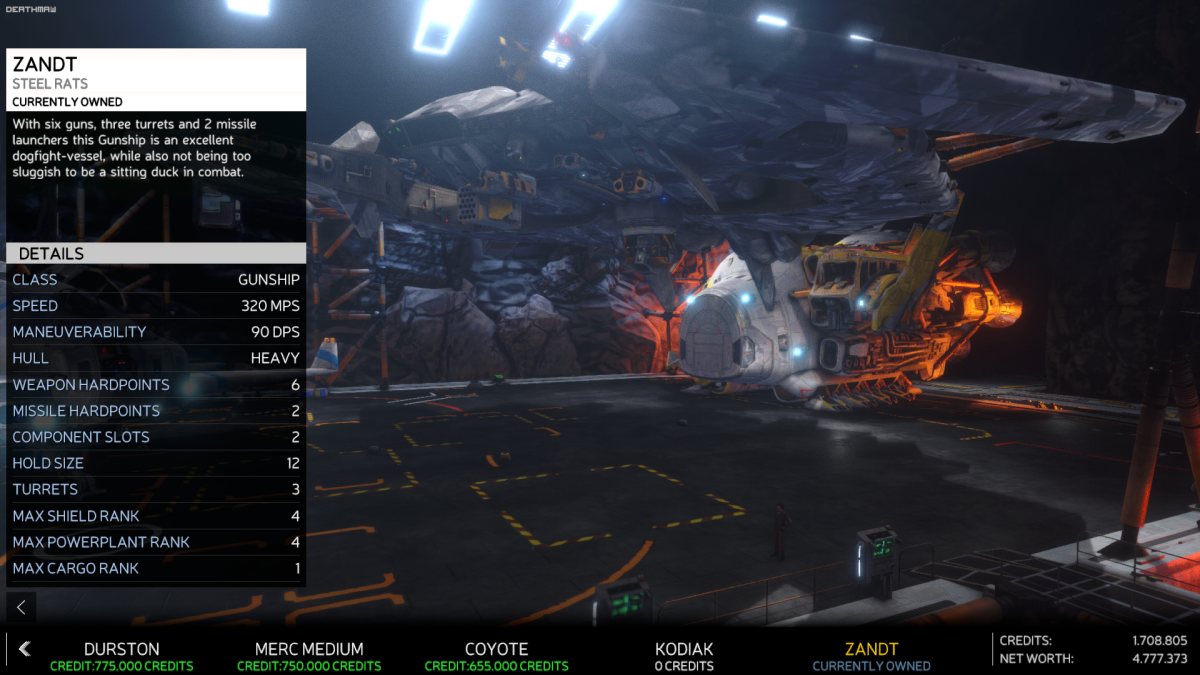 DEATHMAW
ZANDT
STEEL RATS
CURRENTLY OWNED
With six guns, three turrets and 2 missile
launchers this Gunship is an excellent
dogfight-vessel, while also not being too
sluggish to be a sitting duck in combat.
DETAILS
CLASS GUNSHIP
SPEED 320 MPS
MANEUVERABILITY 90 DPS
HULL HEAVY
WEAPON HARDPOINTS 6
MISSILE HARDPOINTS 2
COMPONENT SLOTS 2
HOLD SIZE 12
TURRETS 3
MAX SHIELD RANK 4
MAX POWERPLANT RANK 4
MAX CARGO RANK 1
DURSTON MERC MEDIUM COYOTE KODIAK ZANDT
CREDIT:775.000 CREDITS CREDIT:750.000 CREDITS CREDIT:655.000 CREDITS 0 CREDITS CURRENTLY OWNED
CREDITS: 1.708.805
NET WORTH: 4.777.373